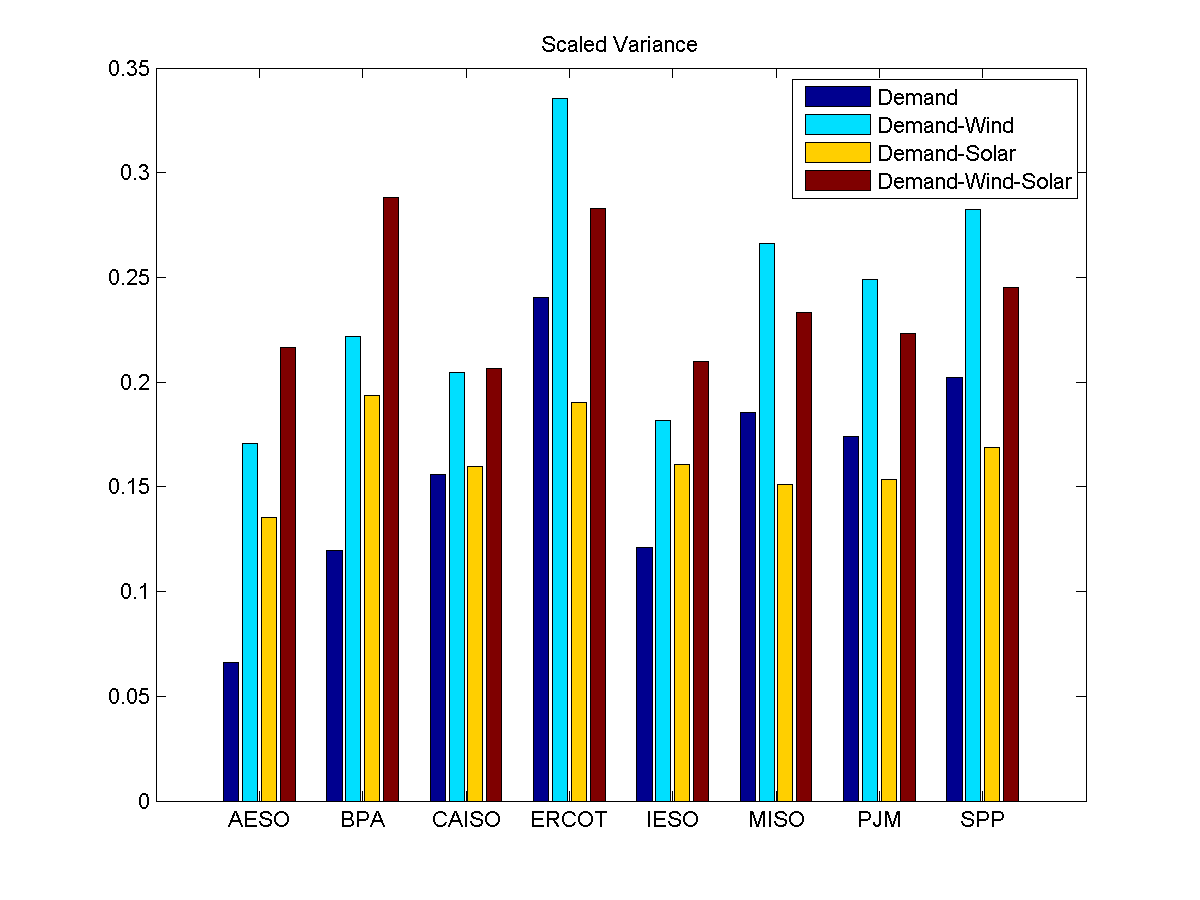 Scaled Variance
0.35
0.3
0.25
0.2
0.15
0.1
0.05
0
Demand
Demand-Wind
Demand-Solar
Demand-Wind-Solar
AESO BPA CAISO ERCOT IESO MISO PJM SPP